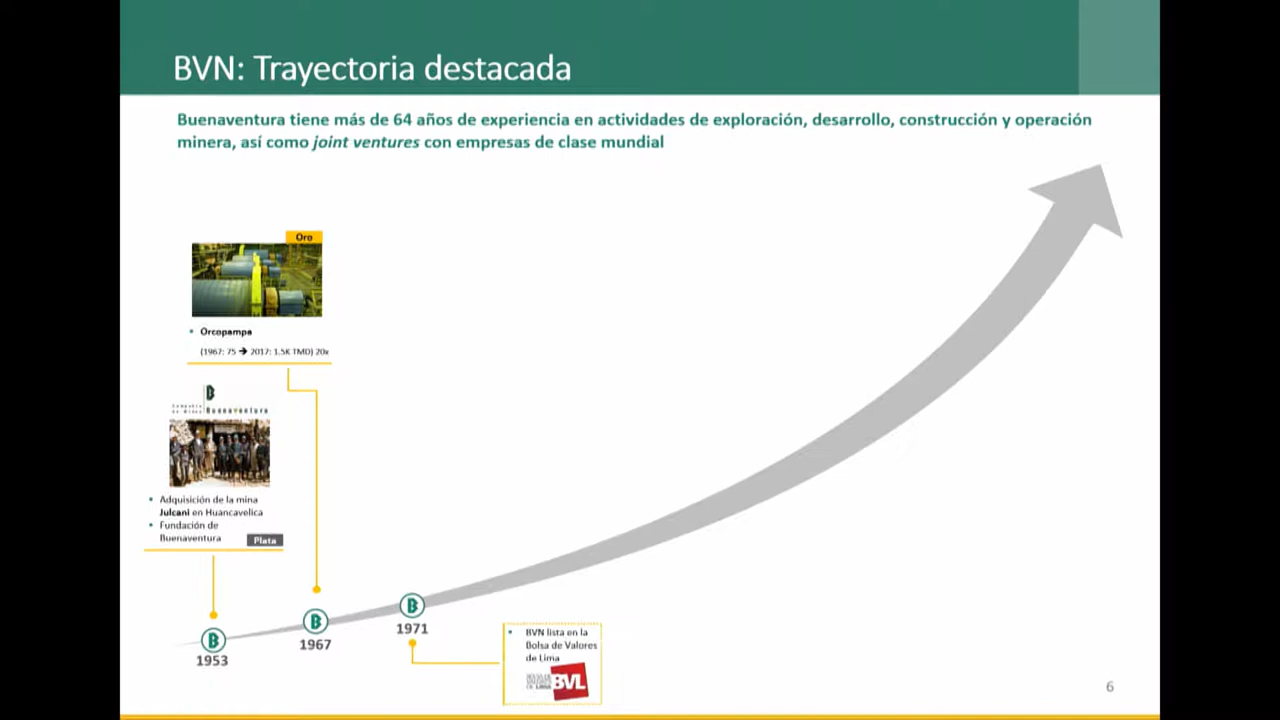 BVN: Trayectoria destacada
Buenaventura tiene más de 64 años de experiencia en actividades de exploración, desarrollo, construcción y operación
minera, así como joint ventures con empresas de clase mundial
Oro
• Orcopampa
(1967: 75 → 2017: 1.5K TMD) 20x
Buenaventura
• Adquisición de la mina
Julcani en Huancavelica
• Fundación de
Buenaventura
Plata
1953
1967
1971
• BVN lista en la
Bolsa de Valores
de Lima
BVL
6